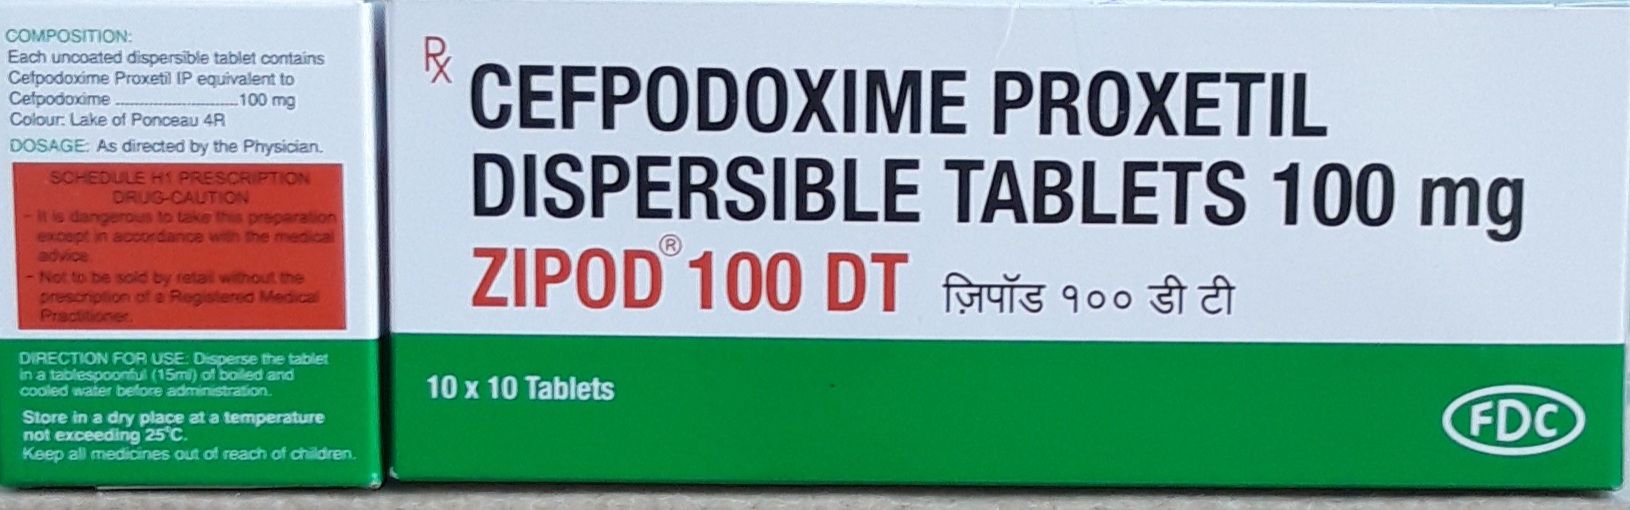 COMPOSITION:
Each uncoated dispersible tablet contains
Cefpodoxime Proxetil IP equivalent to
Cefpodoxime ............................100 mg
Colour: Lake of Ponceau 4R
DOSAGE: As directed by the Physician.
SCHEDULE H1 PRESCRIPTION
DRUG-CAUTION
- It is dangerous to take this preparation
except in accordance with the medical
advice.
- Not to be sold by retail without the
prescription of a Registered Medical
Practitioner.
DIRECTION FOR USE: Disperse the tablet
in a tablespoonful (15ml) of boiled and
cooled water before administration.
Store in a dry place at a temperature
not exceeding 25°C.
Keep all medicines out of reach of children.
Rx
CEFPODOXIME PROXETIL
DISPERSIBLE TABLETS 100 mg
ZIPOD® 100 DT ज़िपॉड १०० डी टी
10 x 10 Tablets
FDC